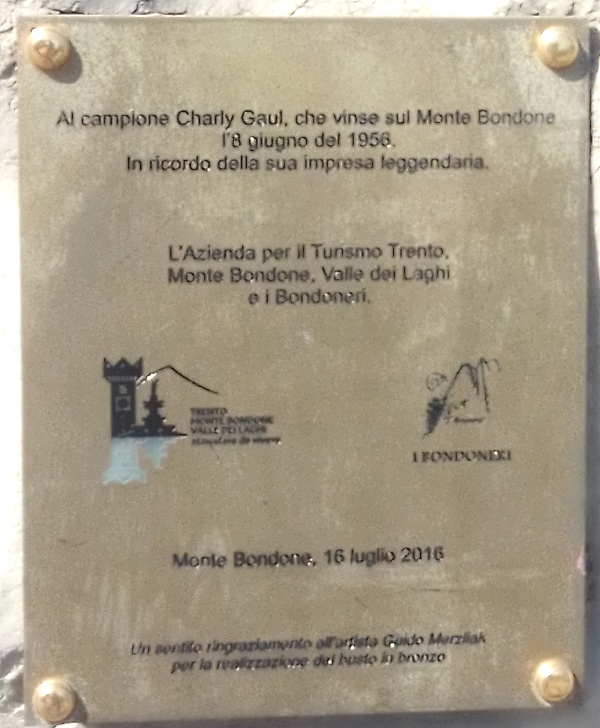 Al campione Charly Gaul, che vinse sul Monte Bondone
l'8 giugno del 1956.
In ricordo della sua impresa leggendaria.
L'Azienda per il Turismo Trento,
Monte Bondone, Valle dei Laghi
e i Bondoneri.
TRENTO
MONTE BONDONE
VALLE DEI LAGHI
I BONDONERI
Monte Bondone, 16 luglio 2016
Un sentito ringraziamento all'artista Guido Merzliak
per la realizzazione del busto in bronzo